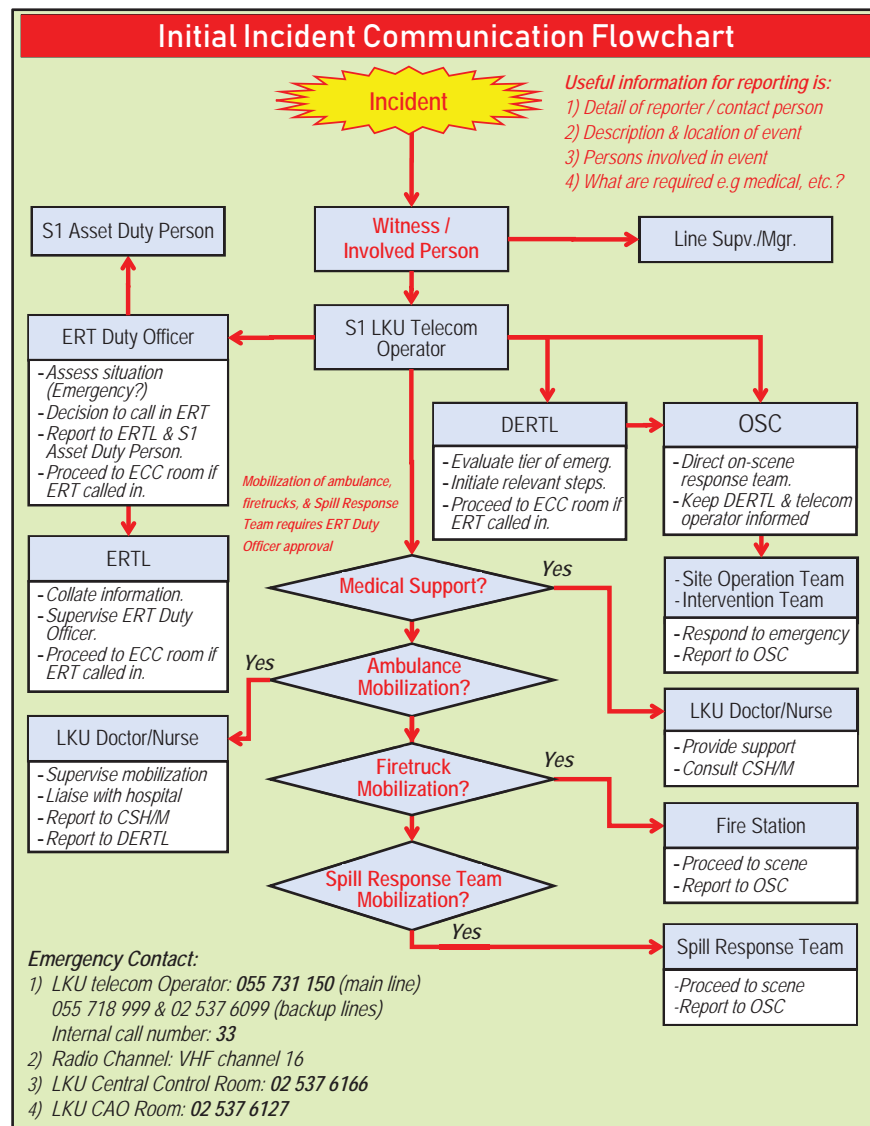 Initial Incident Communication Flowchart
Incident
Useful information for reporting is:
1) Detail of reporter / contact person
2) Description & location of event
3) Persons involved in event
4) What are required e.g medical, etc.?
Witness /
Involved Person
Line Supv./Mgr.
S1 Asset Duty Person
S1 LKU Telecom
Operator
ERT Duty Officer
- Assess situation
(Emergency?)
- Decision to call in ERT
- Report to ERTL & S1
Asset Duty Person.
- Proceed to ECC room if
ERT called in.
DERTL
- Evaluate tier of emerg.
- Initiate relevant steps.
- Proceed to ECC room if
ERT called in.
OSC
- Direct on-scene
response team.
- Keep DERTL & telecom
operator informed
Mobilization of ambulance,
firetrucks, & Spill Response
Team requires ERT Duty
Officer approval
ERTL
- Collate information.
- Supervise ERT Duty
Officer.
- Proceed to ECC room if
ERT called in.
- Site Operation Team
- Intervention Team
- Respond to emergency
- Report to OSC
Medical Support?
Yes
Ambulance
Mobilization?
Yes
LKU Doctor/Nurse
- Supervise mobilization
- Liaise with hospital
- Report to CSH/M
- Report to DERTL
LKU Doctor/Nurse
- Provide support
- Consult CSH/M
Firetruck
Mobilization?
Yes
Fire Station
- Proceed to scene
- Report to OSC
Spill Response Team
Mobilization?
Yes
Spill Response Team
-Proceed to scene
-Report to OSC
Emergency Contact:
1) LKU telecom Operator: 055 731 150 (main line)
055 718 999 & 02 537 6099 (backup lines)
Internal call number: 33
2) Radio Channel: VHF channel 16
3) LKU Central Control Room: 02 537 6166
4) LKU CAO Room: 02 537 6127